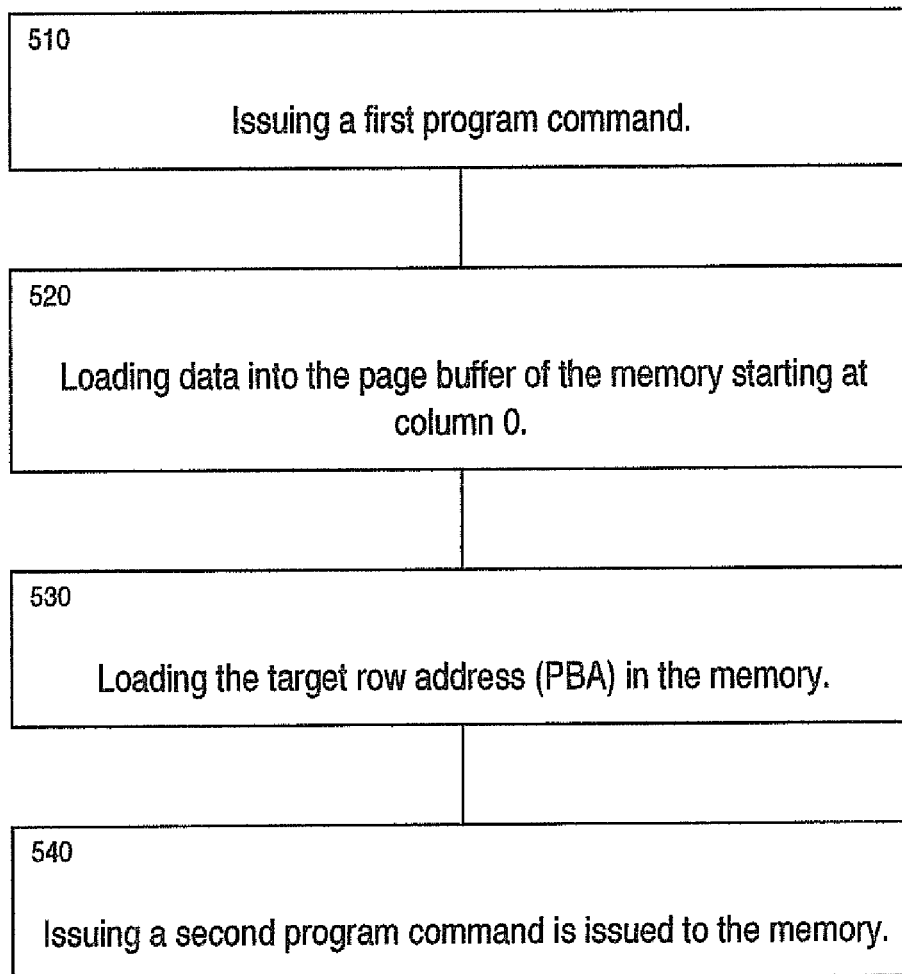 510
Issuing a first program command.
520
Loading data into the page buffer of the memory starting at
column 0.
530
Loading the target row address (PBA) in the memory.
540
Issuing a second program command is issued to the memory.